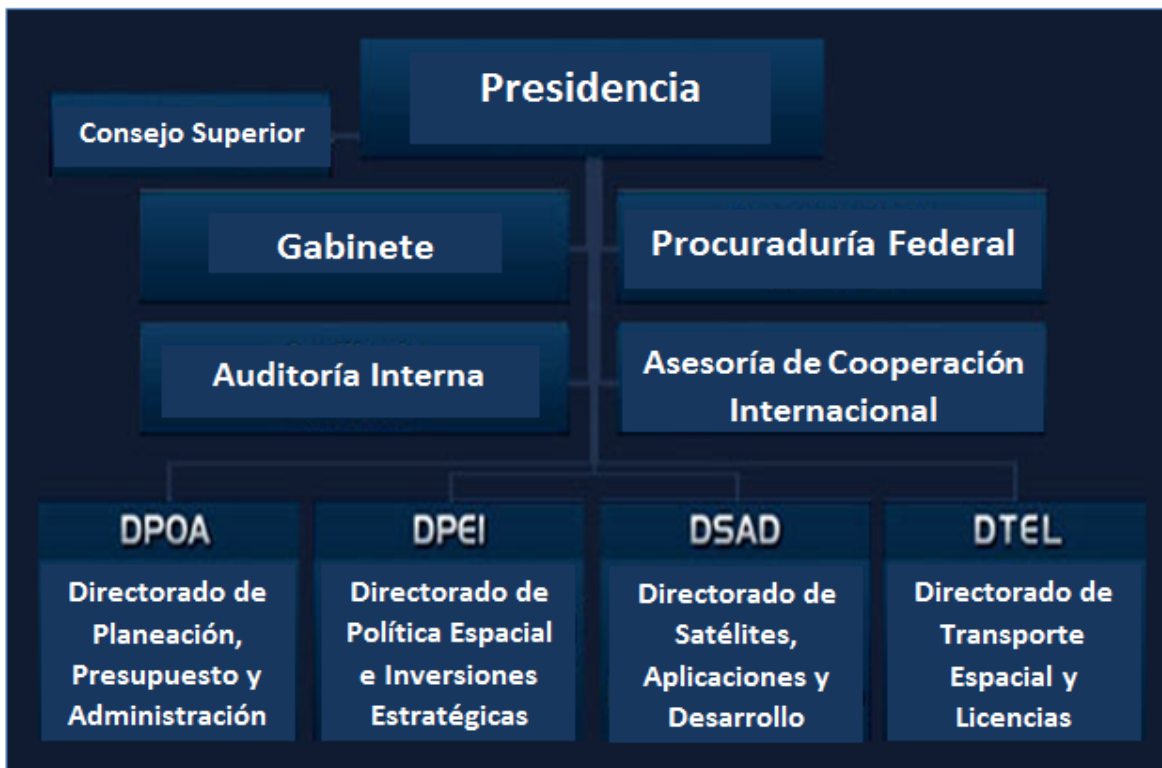 Presidencia
Consejo Superior
Gabinete
Procuraduría Federal
Auditoría Interna
Asesoría de Cooperación
Internacional
DPOA
Directorado de
Planeación,
Presupuesto y
Administración
DPEI
Directorado de
Política Espacial
e Inversiones
Estratégicas
DSAD
Directorado de
Satélites,
Aplicaciones y
Desarrollo
DTEL
Directorado de
Transporte
Espacial y
Licencias